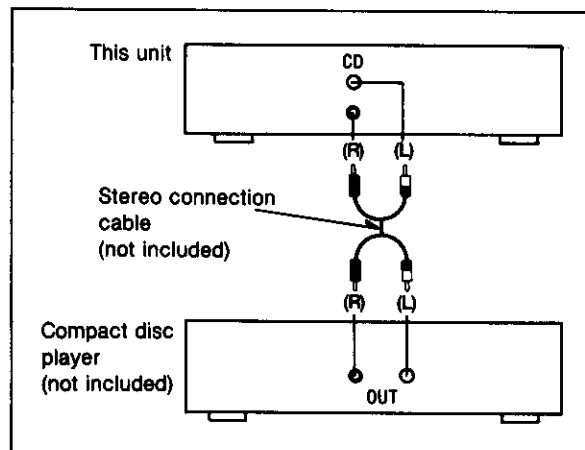 This unit
CD
(R) (L)
Stereo connection
cable
(not included)
(R) (L)
Compact disc
player
(not included)
OUT